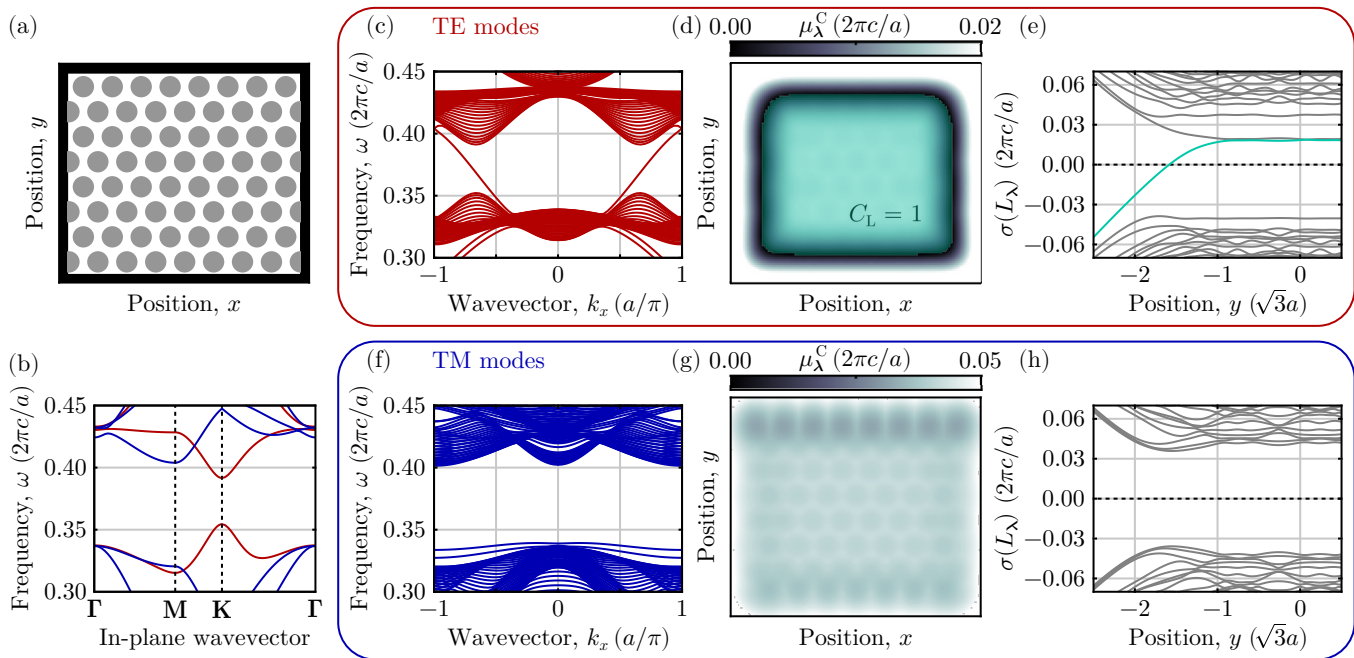 (a)
Position, y
Position, x
(b)
Frequency, ω (2πc/a)
0.45
0.40
0.35
0.30
Γ M K Γ
In-plane wavevector
(c) TE modes
Frequency, ω (2πc/a)
0.45
0.40
0.35
0.30
−1 0 1
Wavevector, kₓ (a/π)
(d) 0.00 μ_λ^C (2πc/a) 0.02
Position, y
C_L = 1
Position, x
(e)
σ(L_λ) (2πc/a)
0.06
0.03
0.00
−0.03
−0.06
−2 −1 0
Position, y (√3a)
(f) TM modes
Frequency, ω (2πc/a)
0.45
0.40
0.35
0.30
−1 0 1
Wavevector, kₓ (a/π)
(g) 0.00 μ_λ^C (2πc/a) 0.05
Position, y
Position, x
(h)
σ(L_λ) (2πc/a)
0.06
0.03
0.00
−0.03
−0.06
−2 −1 0
Position, y (√3a)